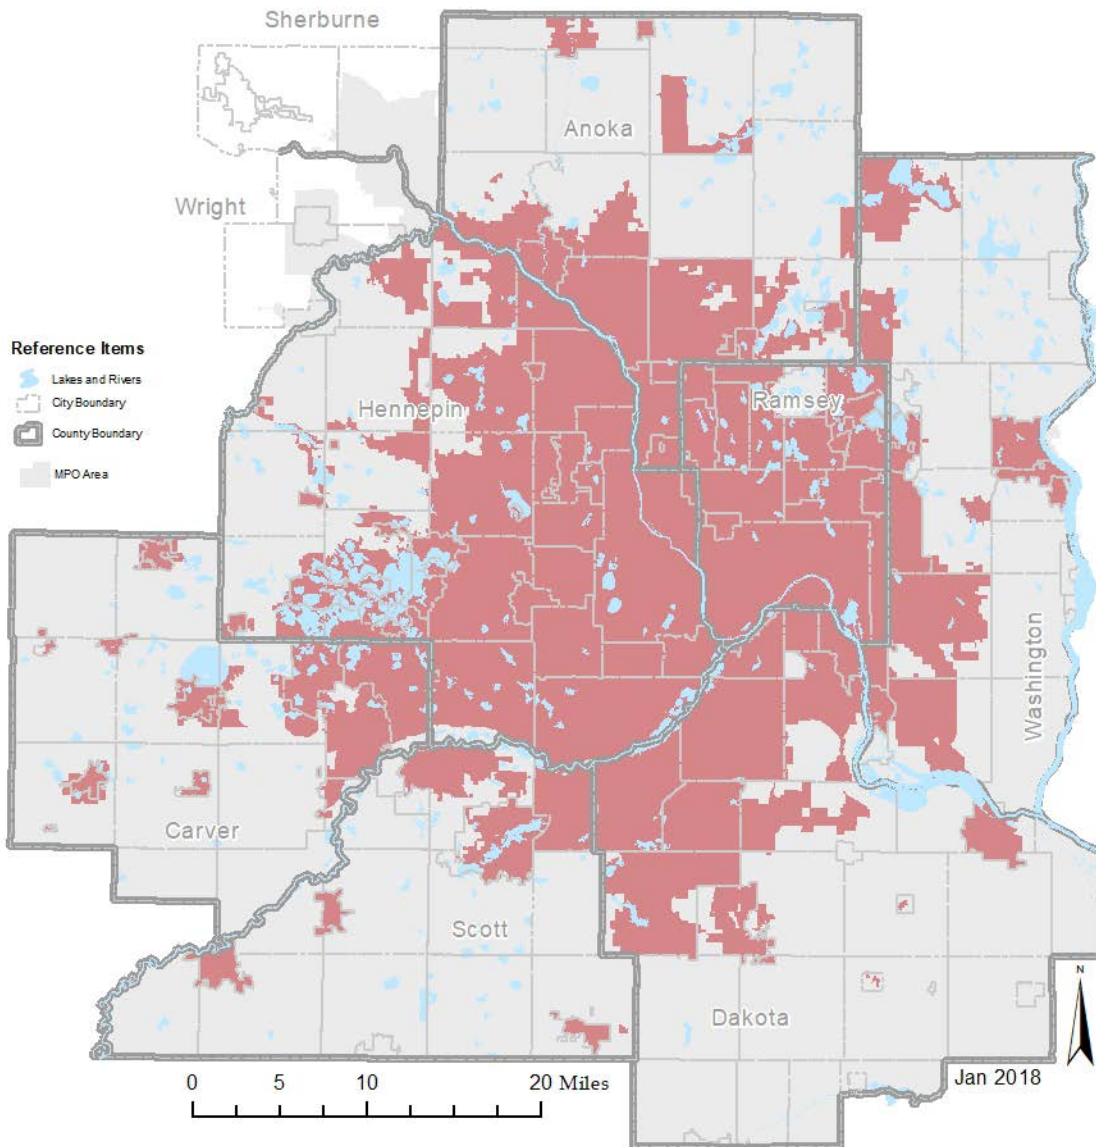 Sherburne
Anoka
Wright
Reference Items
Lakes and Rivers
City Boundary
County Boundary
MPO Area
Hennepin
Ramsey
Washington
Carver
Scott
Dakota
N
Jan 2018
0 5 10 20 Miles